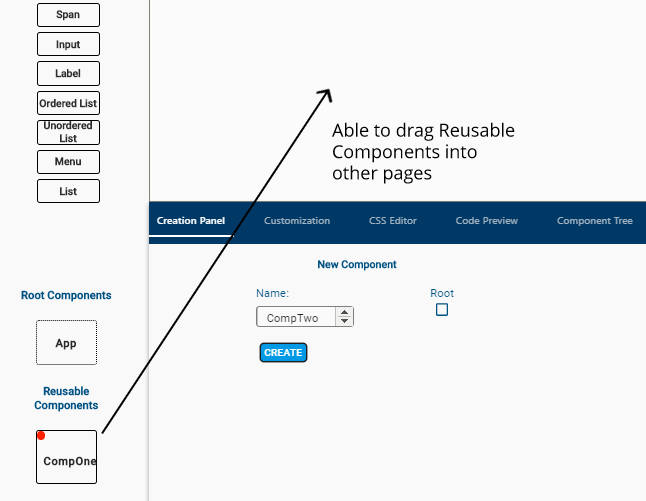 Span
Input
Label
Ordered List
Unordered
List
Menu
List
Able to drag Reusable
Components into
other pages
Creation Panel
Customization
CSS Editor
Code Preview
Component Tree
New Component
Name:
Root
CompTwo
CREATE
Root Components
App
Reusable
Components
CompOne